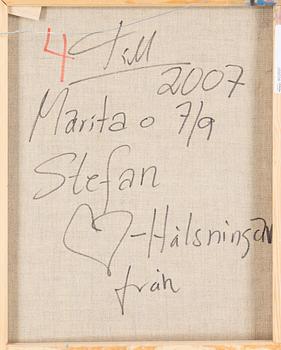 4 Till
2007
Marita o 7/9
Stefan
♡-Hälsningar
från